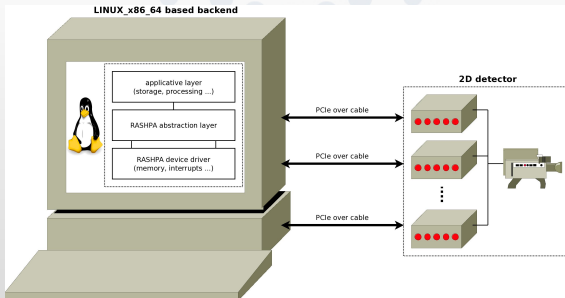 LINUX_x86_64 based backend
applicative layer
(storage, processing ...)
RASHPA abstraction layer
RASHPA device driver
(memory, interrupts ...)
PCIe over cable
PCIe over cable
PCIe over cable
2D detector